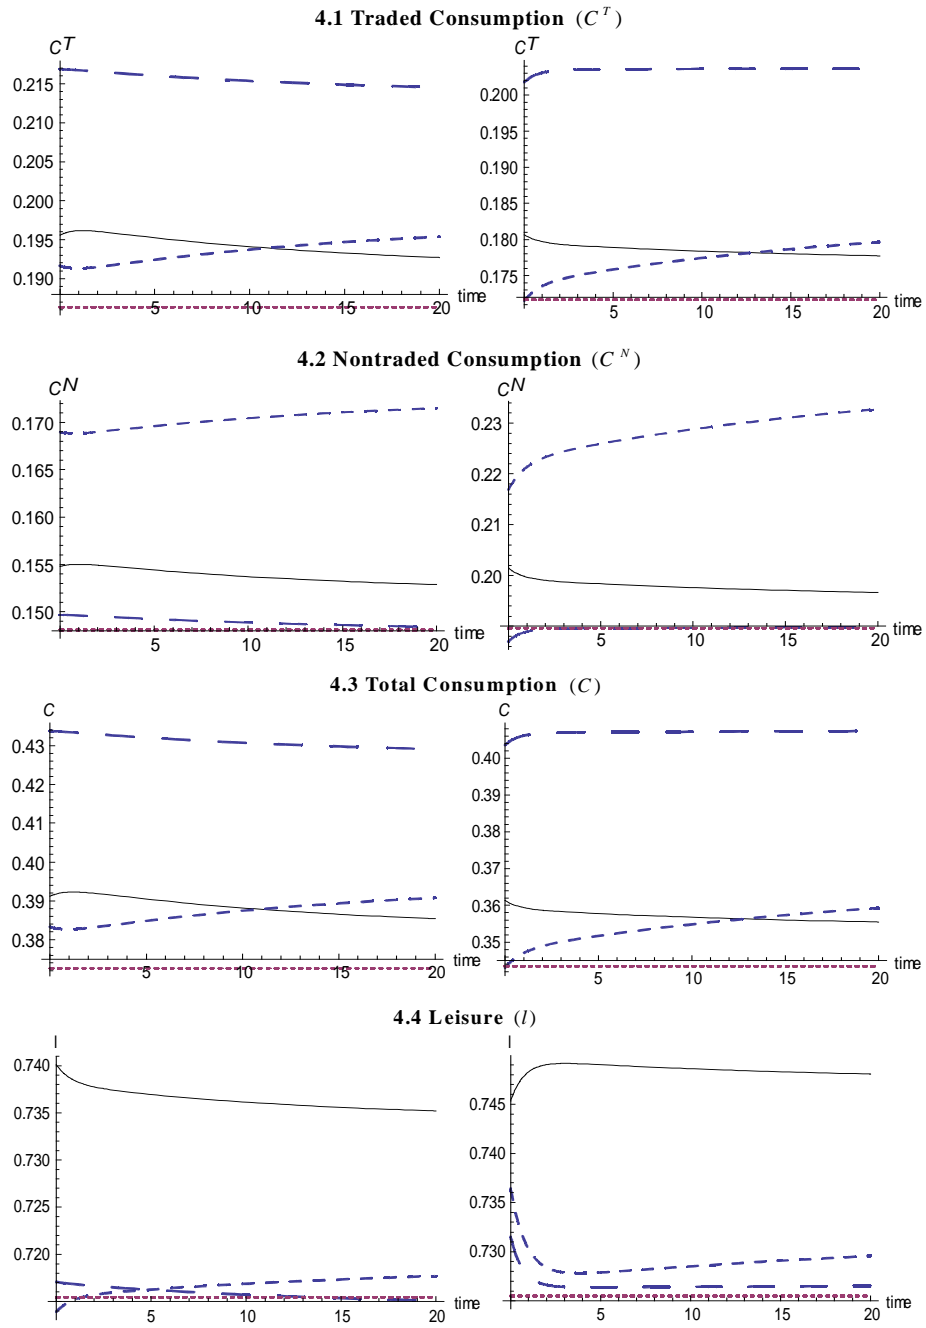 4.1 Traded Consumption (C^T)
C^T C^T
0.215
0.210
0.205
0.200
0.195
0.190
5 10 15 20 time
0.200
0.195
0.190
0.185
0.180
0.175
5 10 15 20 time
4.2 Nontraded Consumption (C^N)
C^N C^N
0.170
0.165
0.160
0.155
0.150
5 10 15 20 time
0.23
0.22
0.21
0.20
5 10 15 20 time
4.3 Total Consumption (C)
C C
0.43
0.42
0.41
0.40
0.39
0.38
5 10 15 20 time
0.40
0.39
0.38
0.37
0.36
0.35
5 10 15 20 time
4.4 Leisure (l)
l l
0.740
0.735
0.730
0.725
0.720
5 10 15 20 time
0.745
0.740
0.735
0.730
5 10 15 20 time